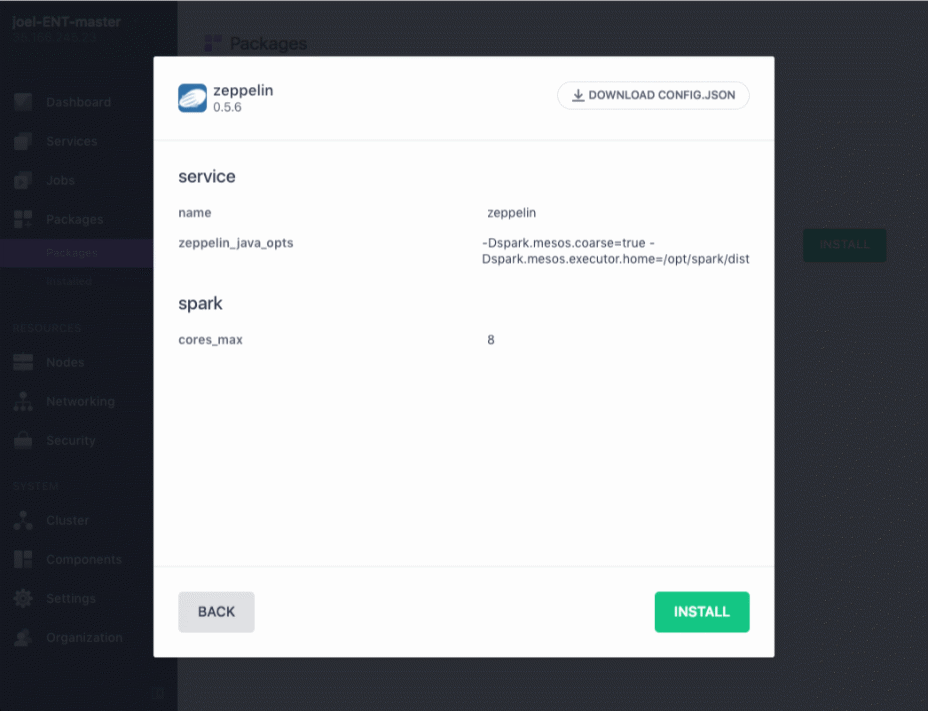 joel-ENT-master
Packages
Dashboard
Services
Jobs
Packages
Packages
Installed
RESOURCES
Nodes
Networking
Security
SYSTEM
Cluster
Components
Settings
Organization
INSTALL
zeppelin
0.5.6
DOWNLOAD CONFIG.JSON
service
name zeppelin
zeppelin_java_opts -Dspark.mesos.coarse=true -
Dspark.mesos.executor.home=/opt/spark/dist
spark
cores_max 8
BACK INSTALL